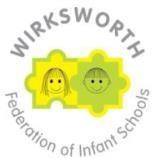 WIRKSWORTH
Federation of Infant Schools